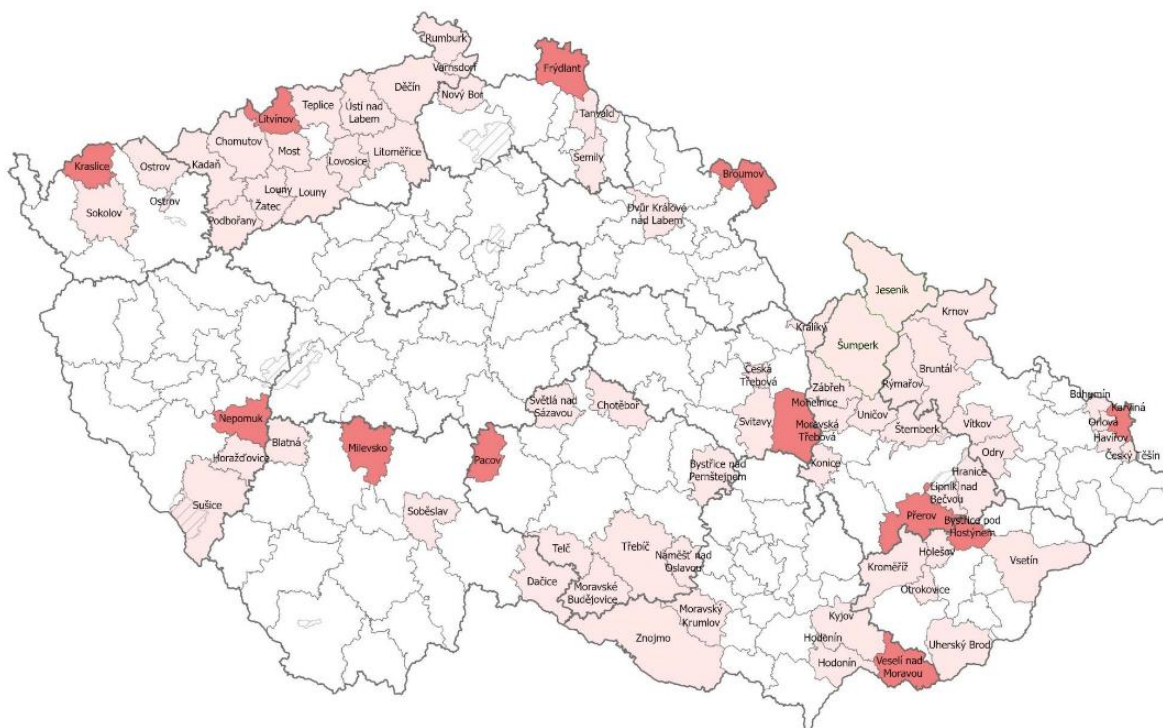 Rumburk
Varnsdorf
Frýdlant
Děčín
Nový Bor
Teplice
Ústí nad
Labem
Litvínov
Tanvald
Chomutov
Most
Lovosice
Litoměřice
Semily
Kraslice
Ostrov
Kadaň
Broumov
Louny
Louny
Žatec
Ostrov
Sokolov
Podbořany
Dvůr Králové
nad Labem
Jeseník
Krnov
Králíky
Šumperk
Bruntál
Rýmařov
Česká
Třebová
Zábřeh
Mohelnice
Světlá nad
Sázavou
Chotěboř
Svitavy
Moravská
Třebová
Uničov
Šternberk
Vítkov
Bohumín
Karviná
Orlová
Havířov
Český Těšín
Nepomuk
Blatná
Milevsko
Pacov
Horažďovice
Sušice
Bystřice nad
Pernštejnem
Konice
Odry
Hranice
Lipník nad
Bečvou
Soběslav
Přerov
Bystřice pod
Hostýnem
Telč
Třebíč
Náměšť nad
Oslavou
Holešov
Vsetín
Kroměříž
Dačice
Moravské
Budějovice
Otrokovice
Moravský
Krumlov
Kyjov
Znojmo
Hodonín
Hodonín
Veselí nad
Moravou
Uherský Brod